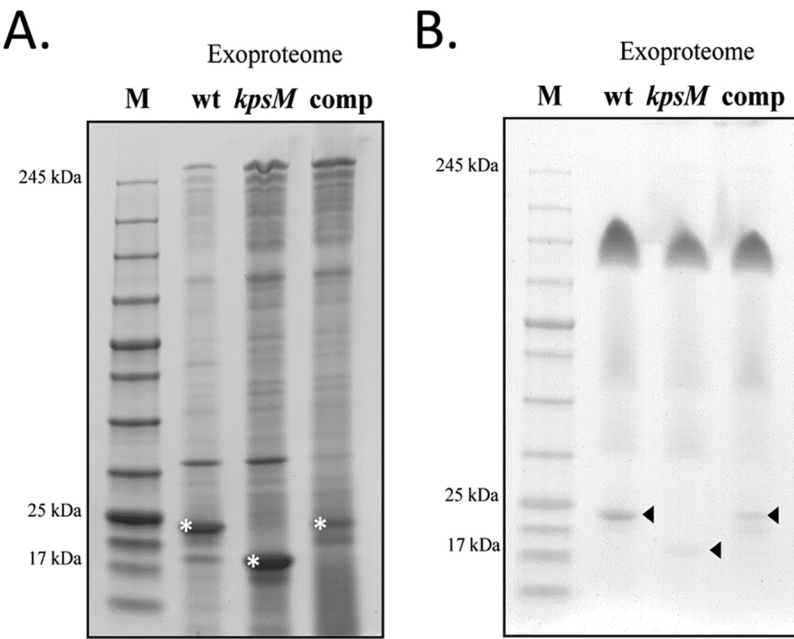 A.
Exoproteome
M wt kpsM comp
245 kDa
25 kDa
17 kDa
*
*
*
B.
Exoproteome
M wt kpsM comp
245 kDa
25 kDa
17 kDa